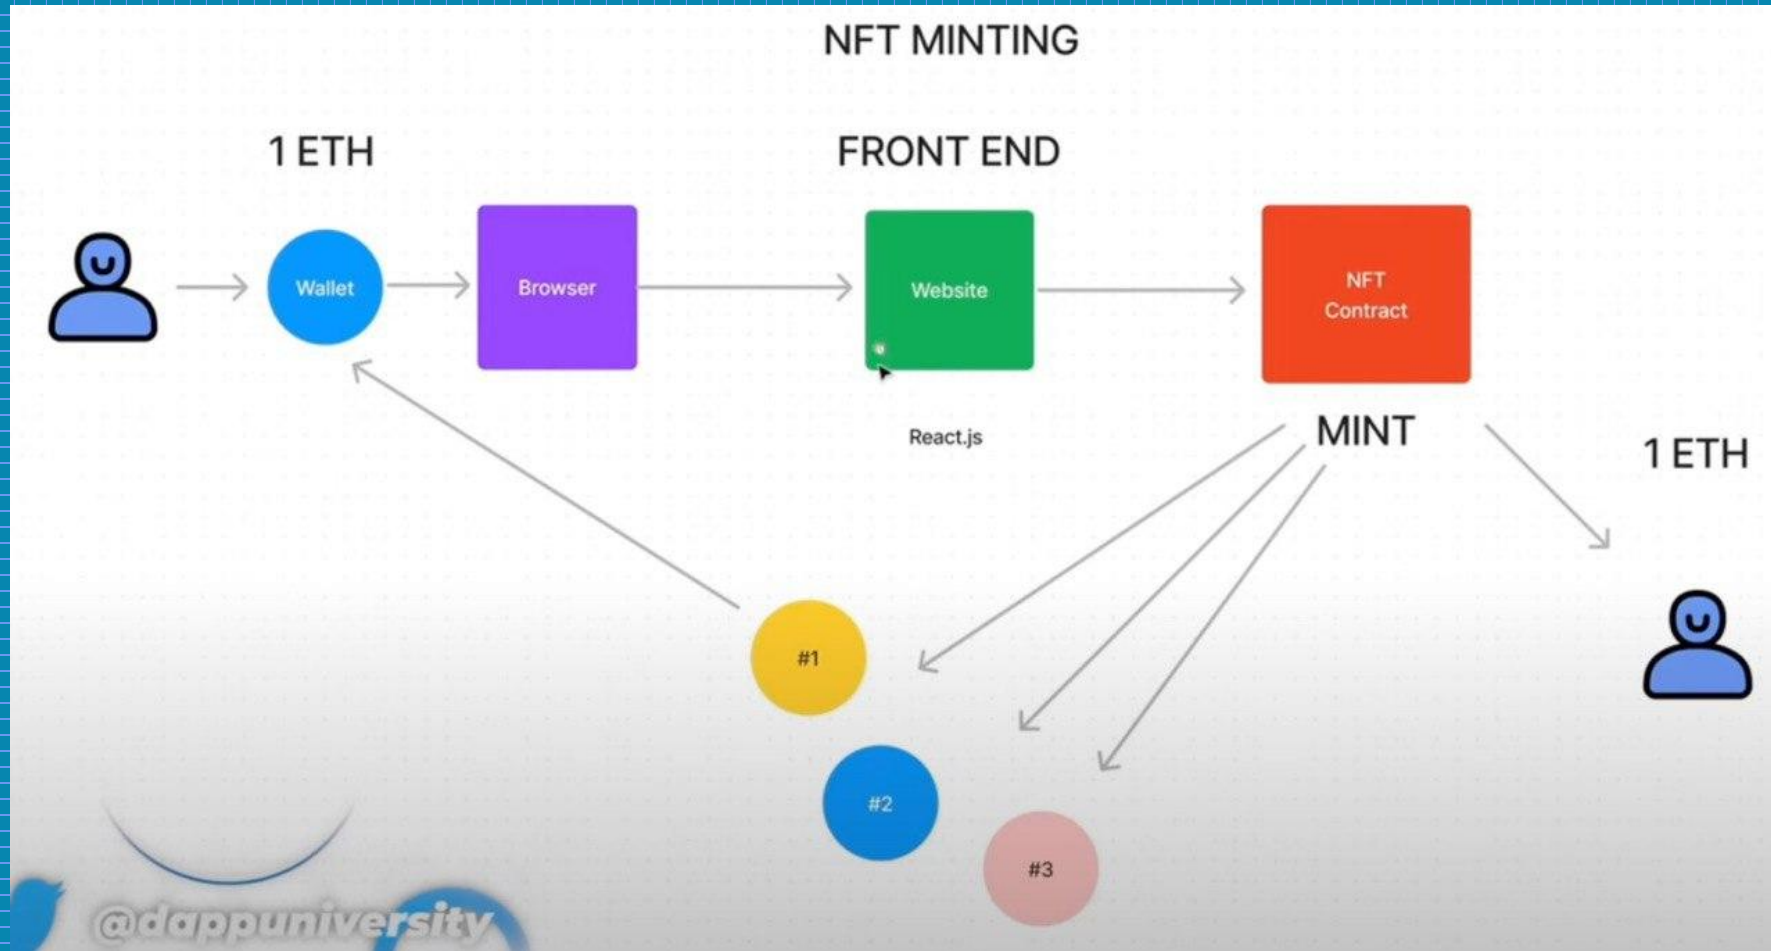 NFT MINTING
1 ETH
FRONT END
Wallet
Browser
Website
NFT
Contract
React.js
MINT
1 ETH
#1
#2
#3
@dappuniversity